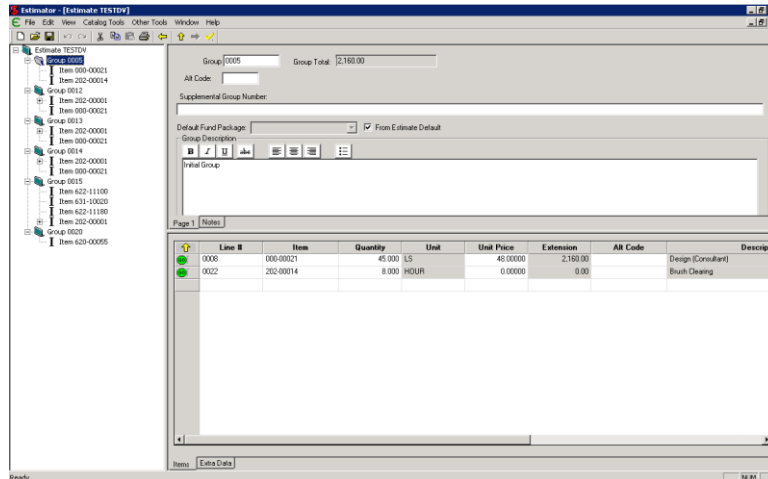 Estimator - [Estimate TESTDV]
File Edit View Catalog Tools Other Tools Window Help
Estimate TESTDV
Group 0005
Item 000-00021
Item 202-00014
Group 0012
Item 202-00001
Item 000-00021
Group 0013
Item 202-00001
Item 000-00021
Group 0014
Item 202-00001
Item 000-00021
Group 0015
Item 622-11100
Item 631-10020
Item 622-11180
Item 202-00001
Group 0020
Item 620-00055
Group 0005 Group Total: 2,160.00
Alt Code:
Supplemental Group Number:
Default Fund Package: From Estimate Default
Group Description
B I U abc
Initial Group
Page 1 Notes
Line # Item Quantity Unit Unit Price Extension Alt Code Descrip
0008 000-00021 45.000 LS 48.00000 2,160.00 Design (Consultant)
0022 202-00014 8.000 HOUR 0.00000 0.00 Brush Clearing
Items Extra Data
Ready NUM